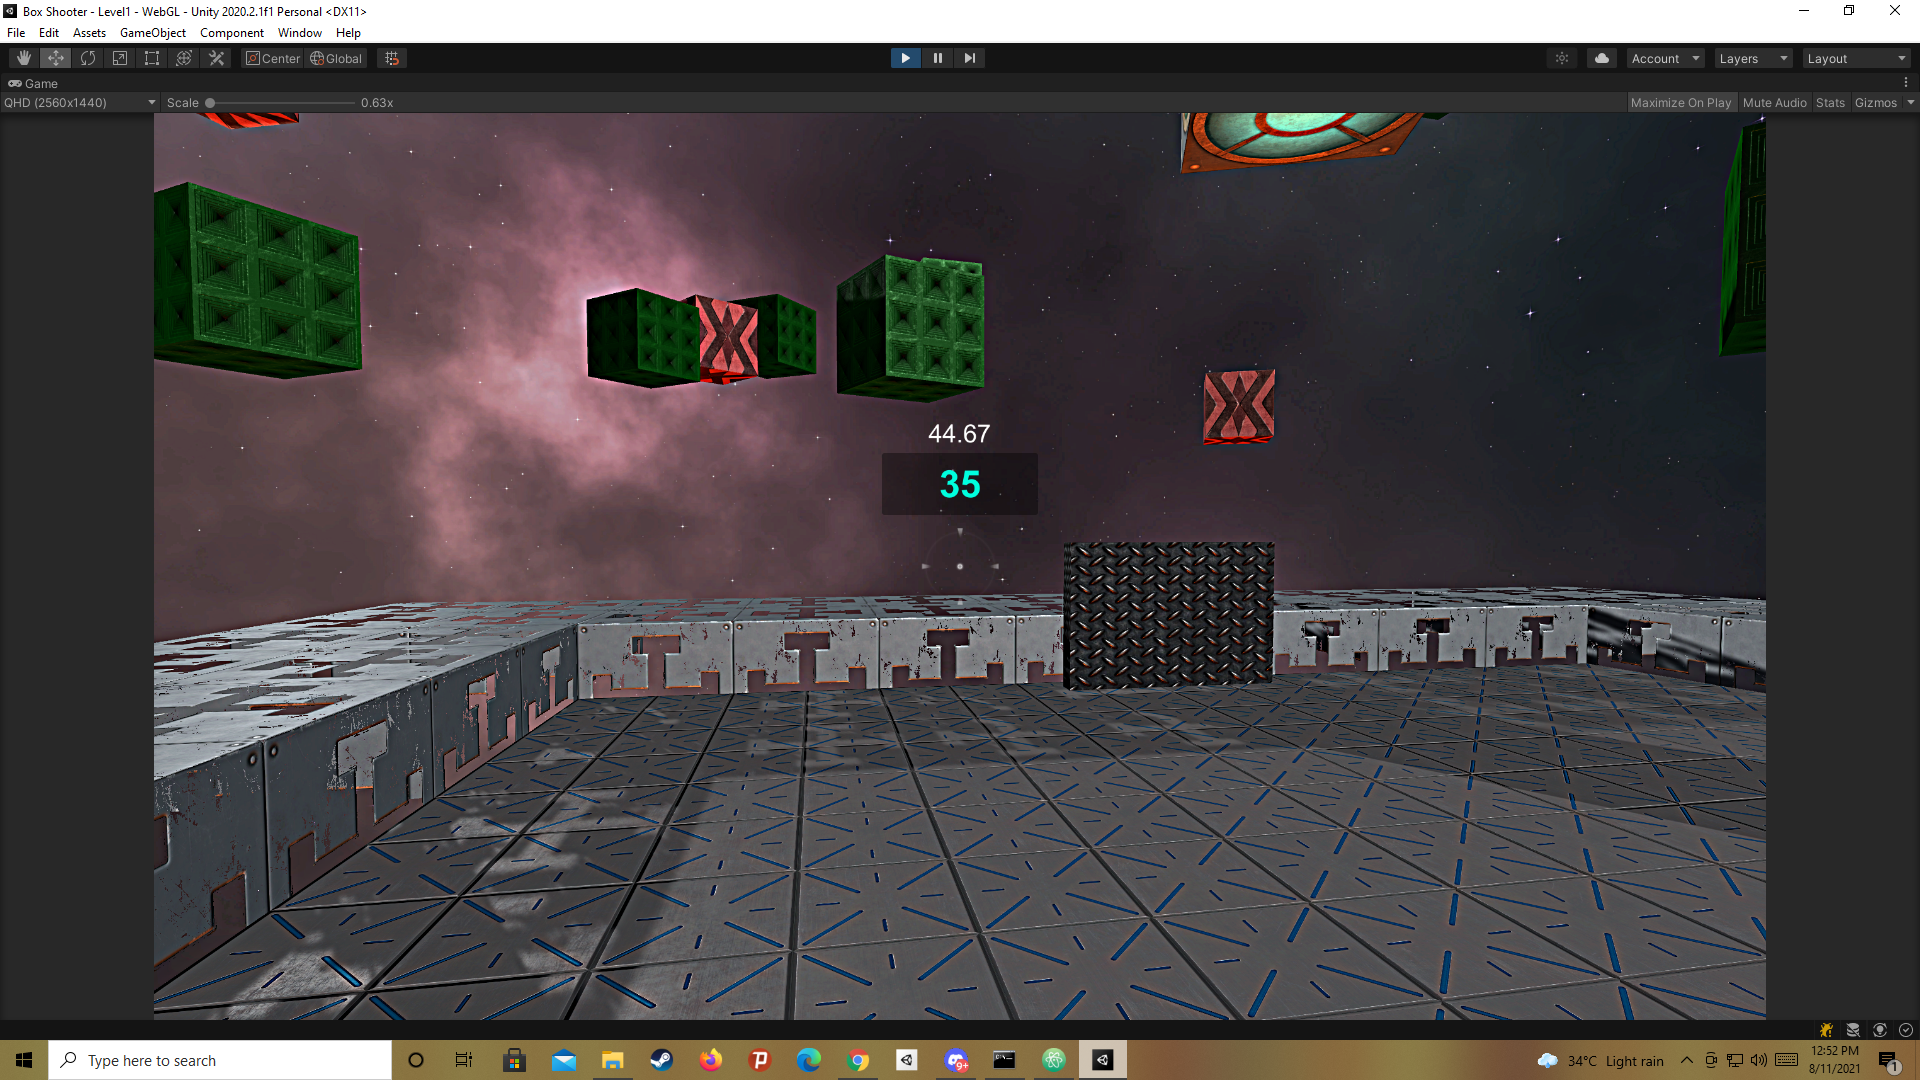 Box Shooter - Level1 - WebGL - Unity 2020.2.1f1 Personal <DX11>
File Edit Assets GameObject Component Window Help
Center Global Account Layers Layout
Game
QHD (2560x1440) Scale 0.63x Maximize On Play Mute Audio Stats Gizmos
44.67
35
Type here to search
9+
34°C Light rain
12:52 PM
8/11/2021
1